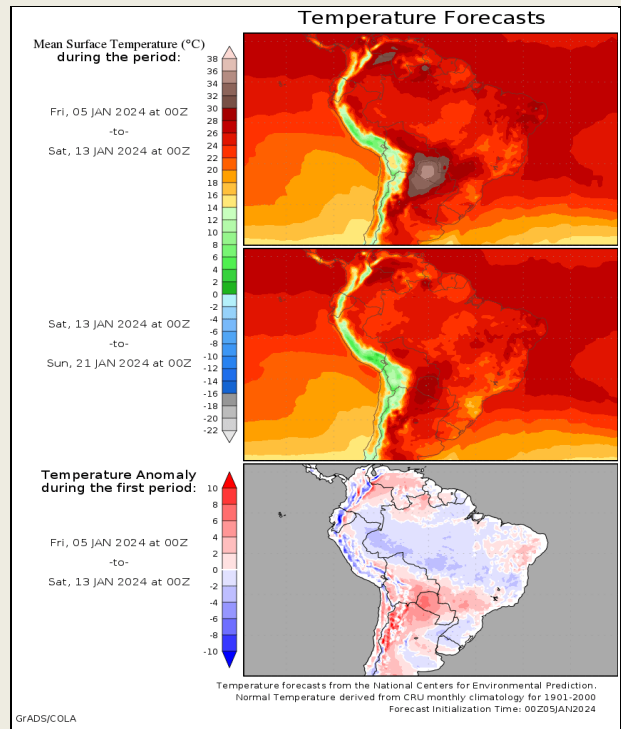 Temperature Forecasts
Mean Surface Temperature (°C)
during the period:
Fri, 05 JAN 2024 at 00Z
-to-
Sat, 13 JAN 2024 at 00Z
Sat, 13 JAN 2024 at 00Z
-to-
Sun, 21 JAN 2024 at 00Z
38
36
34
32
30
28
26
24
22
20
18
16
14
12
10
8
6
4
2
0
-2
-4
-6
-8
-10
-12
-14
-16
-18
-20
-22
Temperature Anomaly
during the first period:
Fri, 05 JAN 2024 at 00Z
-to-
Sat, 13 JAN 2024 at 00Z
10
8
6
4
2
0
-2
-4
-6
-8
-10
Temperature forecasts from the National Centers for Environmental Prediction.
Normal Temperature derived from CRU monthly climatology for 1901-2000
Forecast Initialization Time: 00Z05JAN2024
GrADS/COLA